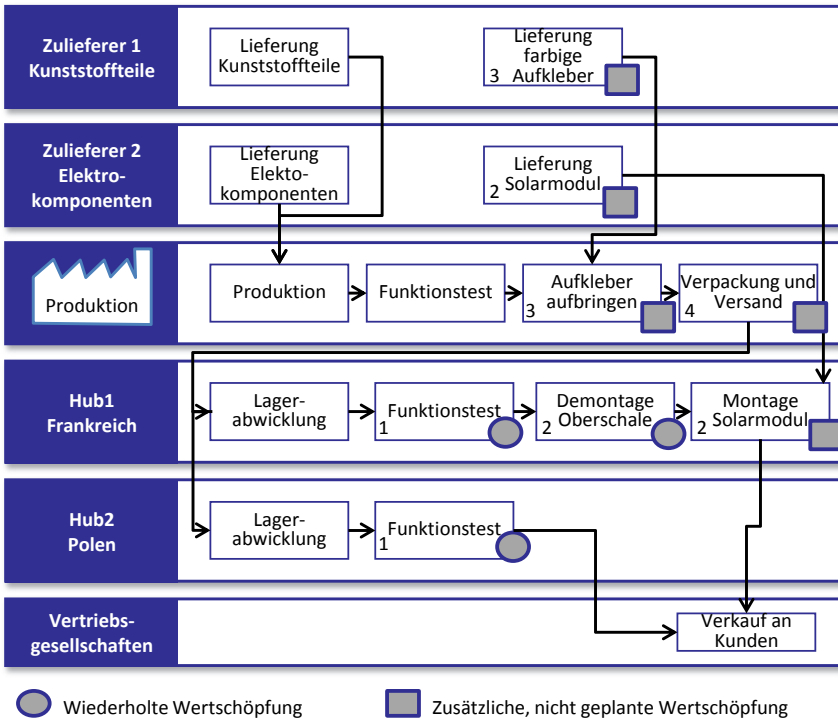 Zulieferer 1
Kunststoffteile
Lieferung
Kunststoffteile
Lieferung
farbige
3 Aufkleber
Zulieferer 2
Elektro-
komponenten
Lieferung
Elekto-
komponenten
Lieferung
2 Solarmodul
Produktion
Produktion
Funktionstest
Aufkleber
aufbringen
3
Verpackung und
Versand
4
Hub1
Frankreich
Lager-
abwicklung
Funktionstest
1
Demontage
2 Oberschale
Montage
2 Solarmodul
Hub2
Polen
Lager-
abwicklung
Funktionstest
1
Vertriebs-
gesellschaften
Verkauf an
Kunden
Wiederholte Wertschöpfung
Zusätzliche, nicht geplante Wertschöpfung